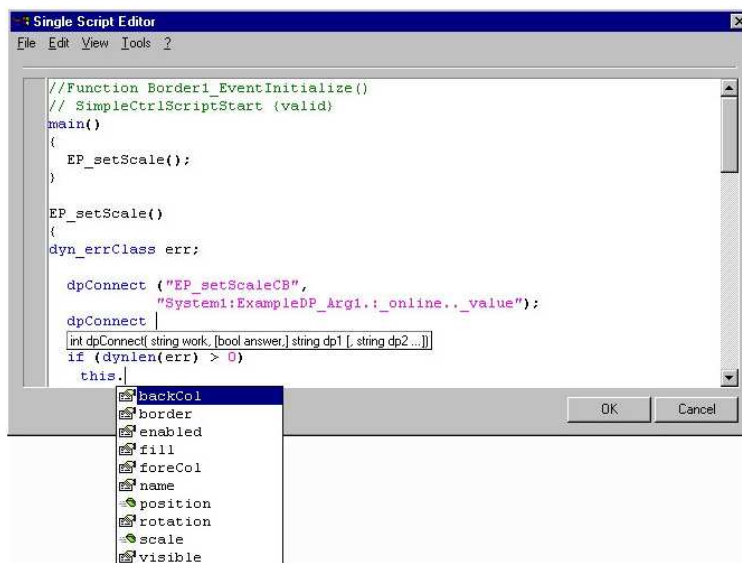 Single Script Editor
File Edit View Tools ?
//Function Border1_EventInitialize()
// SimpleCtrlScriptStart {valid}
main()
{
EP_setScale();
}
EP_setScale()
{
dyn_errClass err;
dpConnect ("EP_setScaleCB",
"System1:ExampleDP_Arg1.:_online.._value");
dpConnect
int dpConnect( string work, [bool answer,] string dp1 [, string dp2 ...])
if (dynlen(err) > 0)
this.
backCol
border
enabled
fill
foreCol
name
position
rotation
scale
visible
OK Cancel